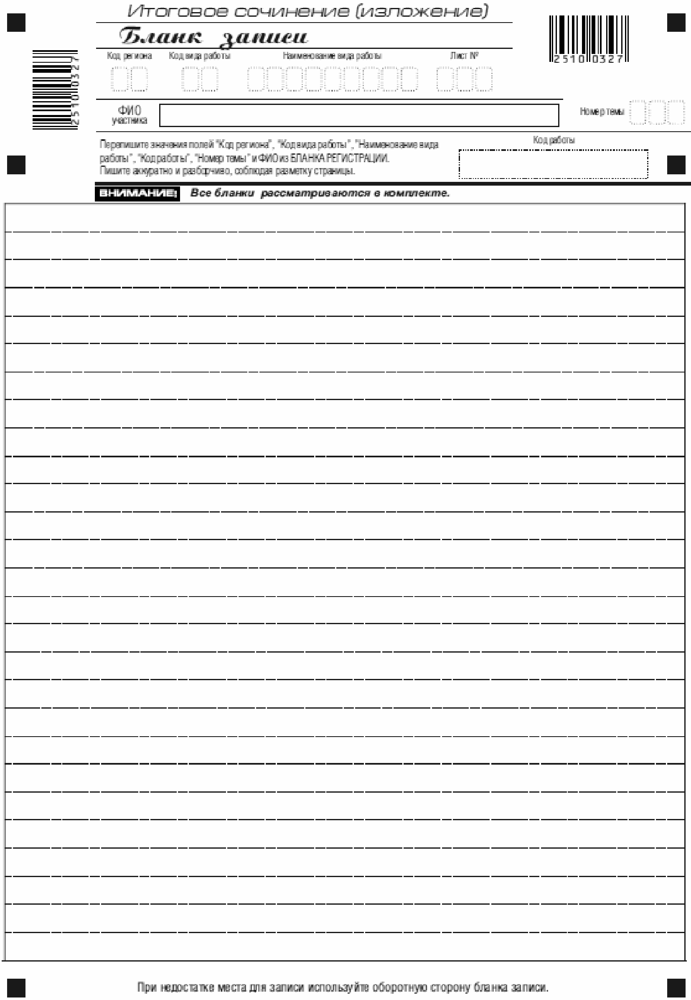 Итоговое сочинение (изложение)
Бланк записи
2510 0327
2510 0327
Код региона Код вида работы Наименование вида работы Лист №
ФИО участника
Номер темы
Перепишите значения полей "Код региона", "Код вида работы", "Наименование вида
работы", "Код работы", "Номер темы" и ФИО из БЛАНКА РЕГИСТРАЦИИ.
Пишите аккуратно и разборчиво, соблюдая разметку страницы.
Код работы
ВНИМАНИЕ! Все бланки рассматриваются в комплекте.
При недостатке места для записи используйте оборотную сторону бланка записи.